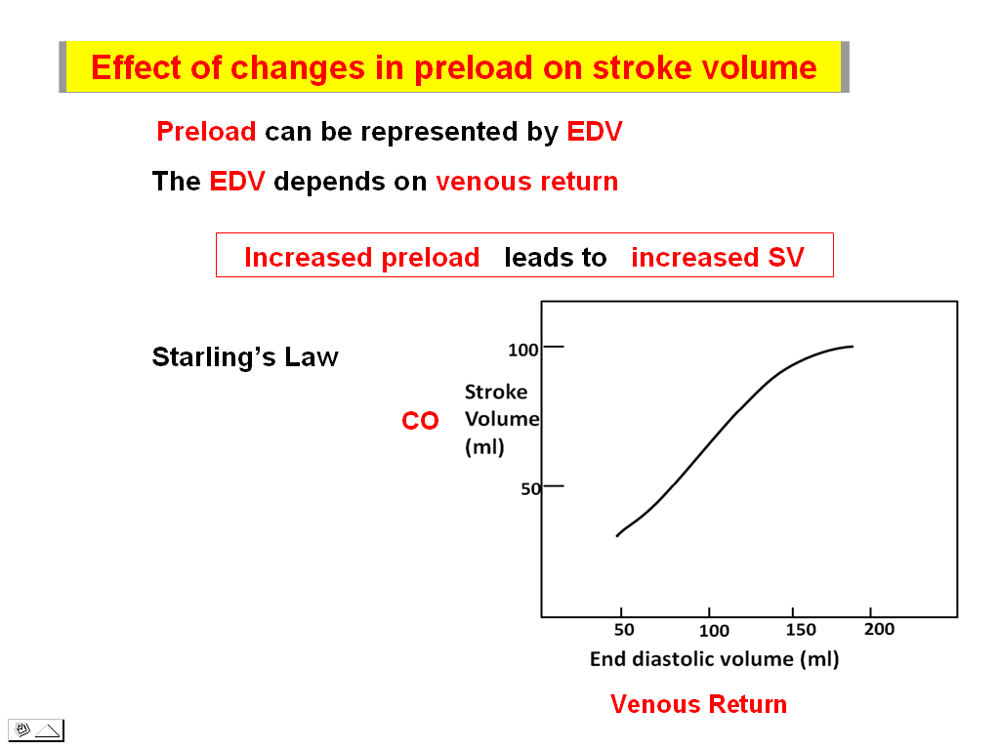 Effect of changes in preload on stroke volume
Preload can be represented by EDV
The EDV depends on venous return
Increased preload leads to increased SV
Starling’s Law
100
Stroke
Volume
(ml)
CO
50
50 100 150 200
End diastolic volume (ml)
Venous Return